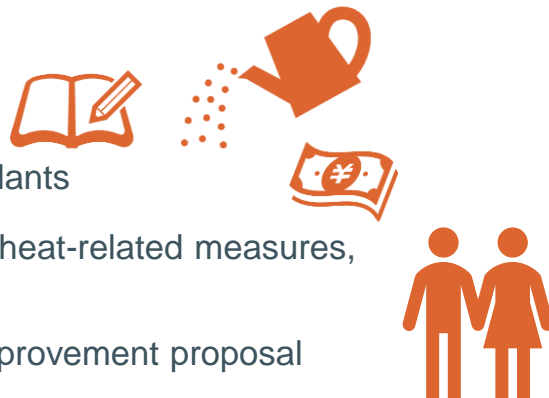 ¥
lants
heat-related measures,
provement proposal